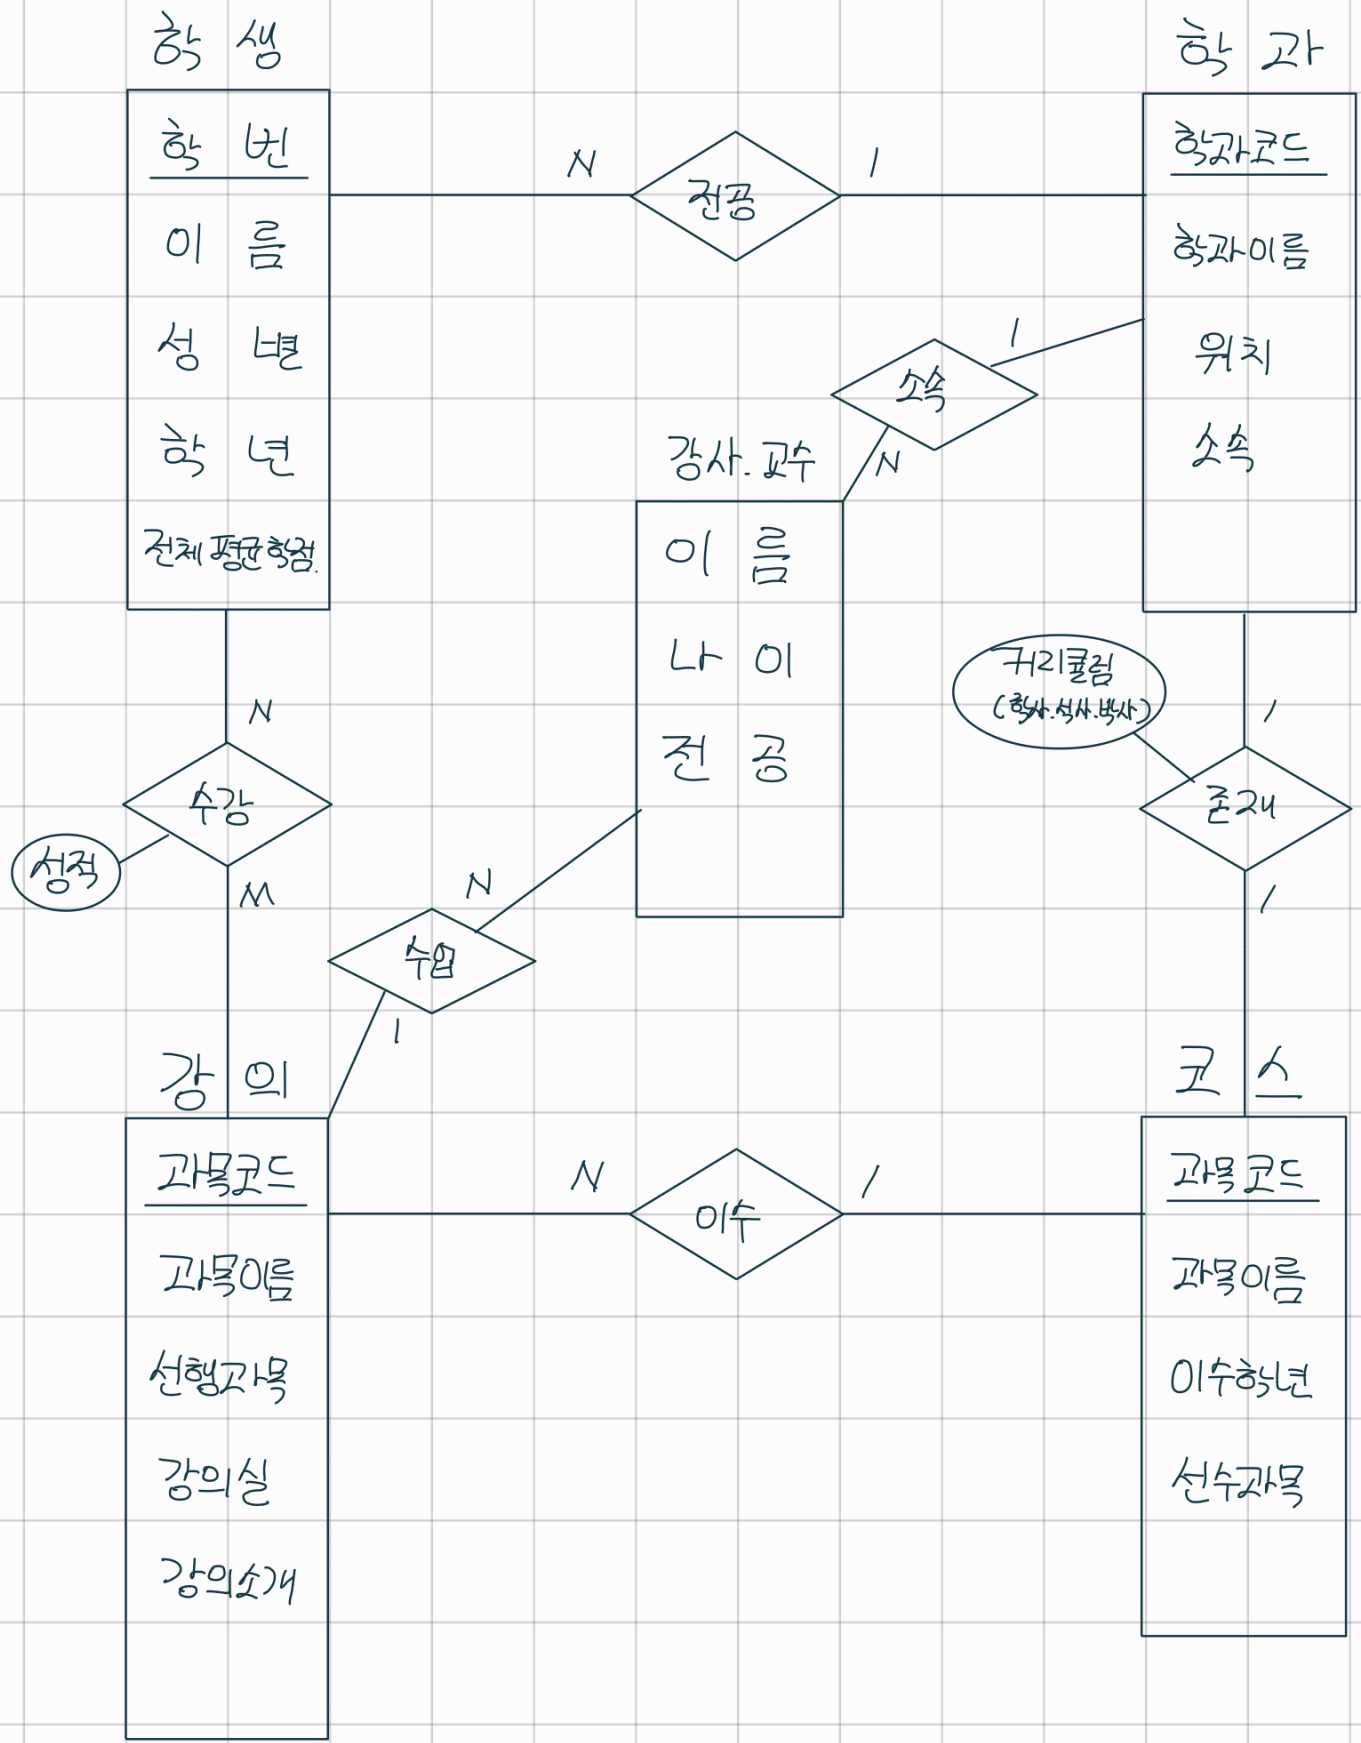 학생
학번
이름
성별
학년
전체 평균 학점.
N
전공
1
학과
학과코드
학과이름
위치
소속
1
소속
N
강사.교수
이름
나이
전공
N
수강
성적
M
N
수업
1
커리큘럼
(학사.석사.박사)
1
존재
1
강의
과목코드
과목이름
선행과목
강의실
강의소개
N
이수
1
코스
과목코드
과목이름
이수학년
선수과목